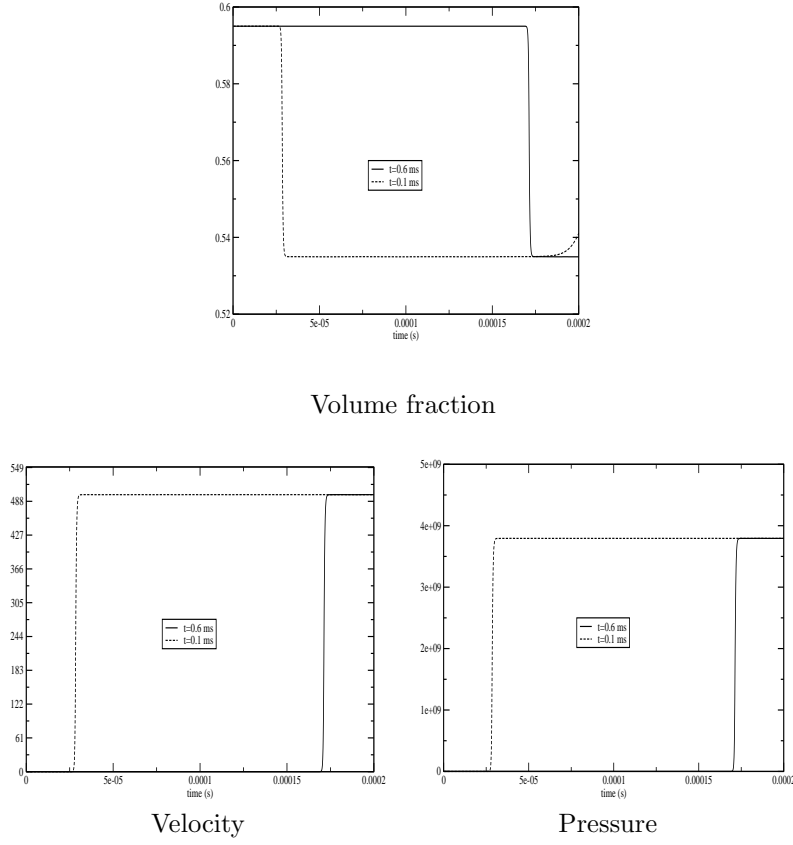 0.6
0.58
0.56
0.54
0.52
t=0.6 ms
t=0.1 ms
0 5e-05 0.0001 0.00015 0.0002
time (s)
Volume fraction
549
488
427
366
305
244
183
122
61
0
t=0.6 ms
t=0.1 ms
0 5e-05 0.0001 0.00015 0.0002
time (s)
Velocity
5e+09
4e+09
3e+09
2e+09
1e+09
0
t=0.6 ms
t=0.1 ms
0 5e-05 0.0001 0.00015 0.0002
time (s)
Pressure